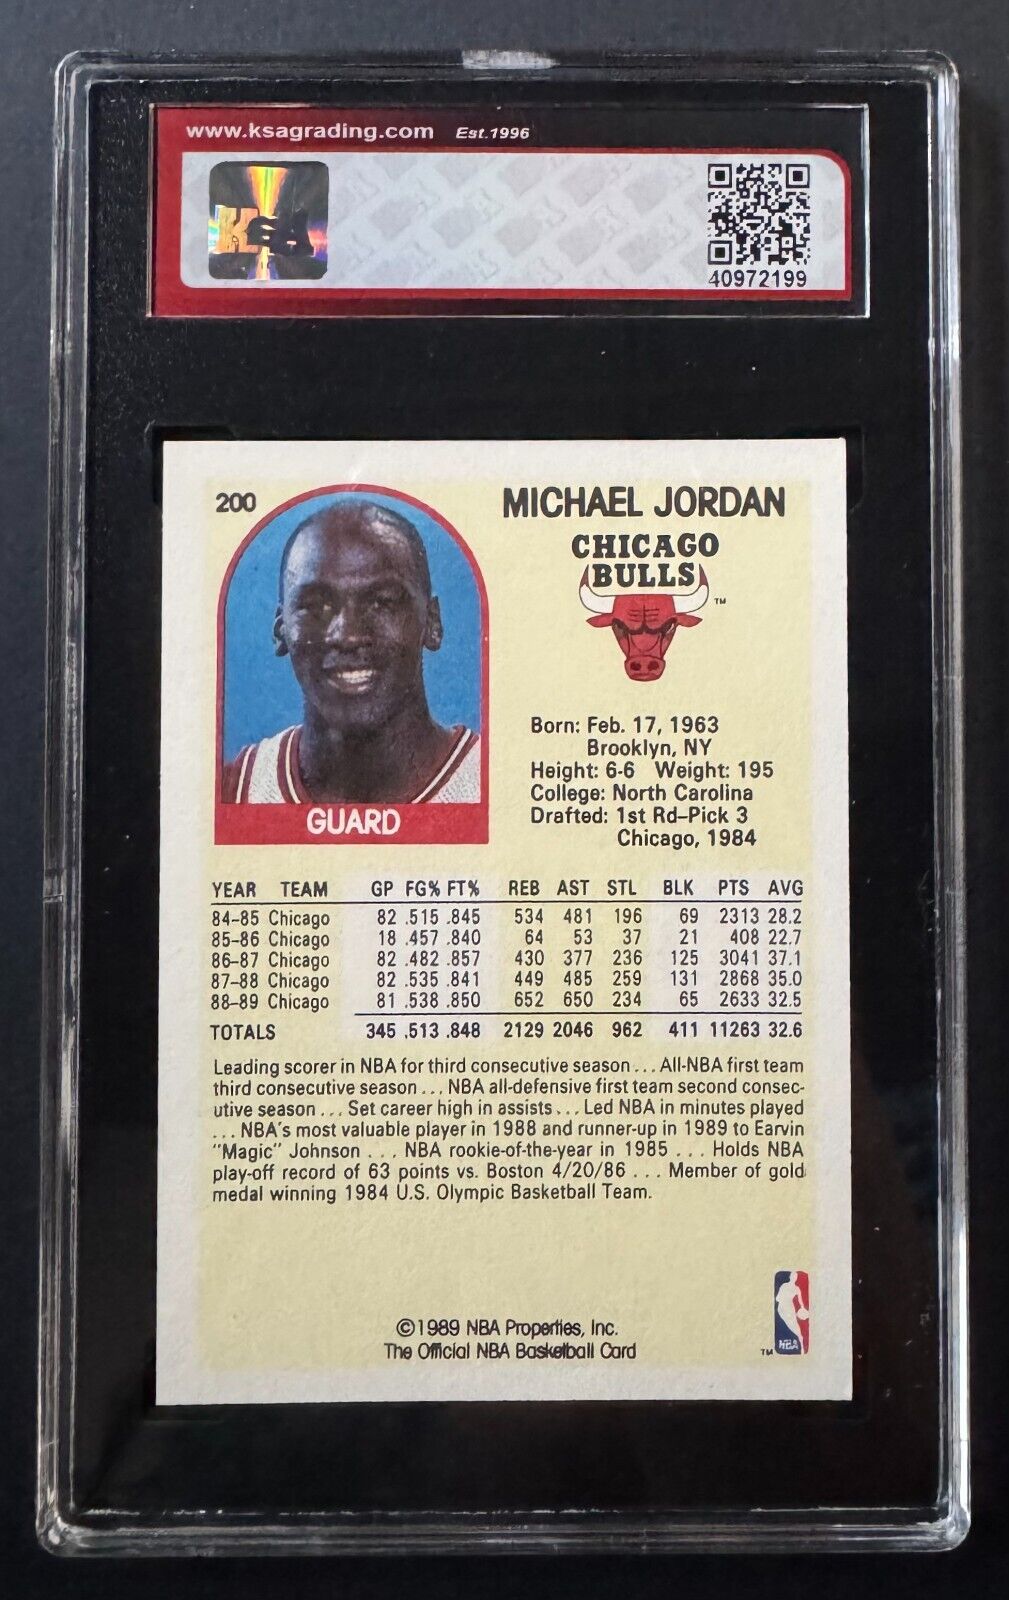 www.ksagrading.com Est.1996
KSA
40972199
200
MICHAEL JORDAN
CHICAGO
BULLS
TM
GUARD
Born: Feb. 17, 1963
Brooklyn, NY
Height: 6-6 Weight: 195
College: North Carolina
Drafted: 1st Rd-Pick 3
Chicago, 1984
YEAR TEAM GP FG% FT% REB AST STL BLK PTS AVG
84-85 Chicago 82 .515 .845 534 481 196 69 2313 28.2
85-86 Chicago 18 .457 .840 64 53 37 21 408 22.7
86-87 Chicago 82 .482 .857 430 377 236 125 3041 37.1
87-88 Chicago 82 .535 .841 449 485 259 131 2868 35.0
88-89 Chicago 81 .538 .850 652 650 234 65 2633 32.5
TOTALS 345 .513 .848 2129 2046 962 411 11263 32.6
Leading scorer in NBA for third consecutive season . . . All-NBA first team
third consecutive season . . . NBA all-defensive first team second consec-
utive season . . . Set career high in assists . . . Led NBA in minutes played
. . . NBA's most valuable player in 1988 and runner-up in 1989 to Earvin
"Magic" Johnson . . . NBA rookie-of-the-year in 1985 . . . Holds NBA
play-off record of 63 points vs. Boston 4/20/86 . . . Member of gold
medal winning 1984 U.S. Olympic Basketball Team.
©1989 NBA Properties, Inc.
The Official NBA Basketball Card
TM NBA